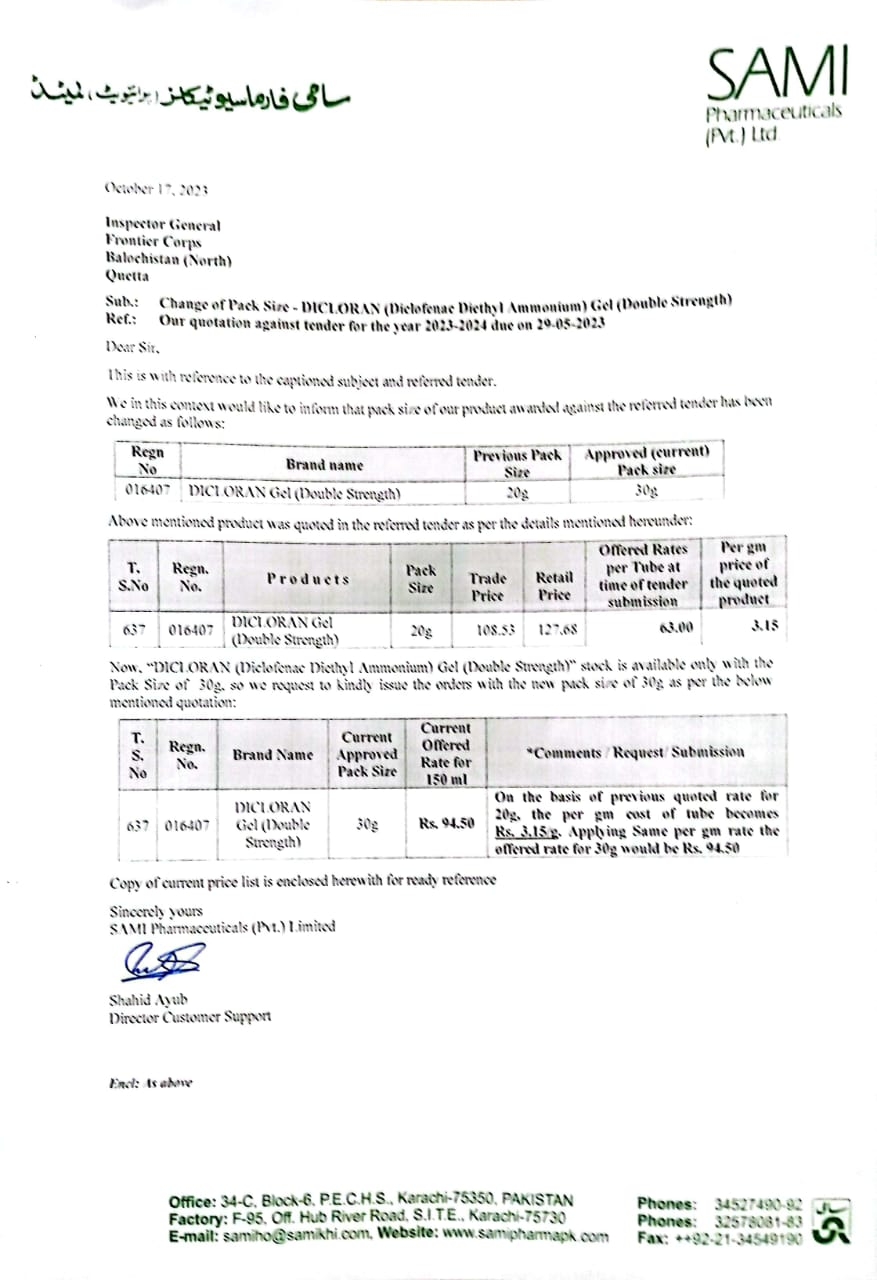 سامی فارماسیوٹیکلز (پرائیویٹ) لمیٹڈ
SAMI
Pharmaceuticals
(Pvt.) Ltd
October 17, 2023
Inspector General
Frontier Corps
Balochistan (North)
Quetta
Sub.: Change of Pack Size - DICLORAN (Diclofenac Diethyl Ammonium) Gel (Double Strength)
Ref.: Our quotation against tender for the year 2023-2024 due on 29-05-2023
Dear Sir,
This is with reference to the captioned subject and referred tender.
We in this context would like to inform that pack size of our product awarded against the referred tender has been
changed as follows:
Regn No | Brand name | Previous Pack Size | Approved (current) Pack size
016407 | DICLORAN Gel (Double Strength) | 20g | 30g
Above mentioned product was quoted in the referred tender as per the details mentioned hereunder:
T. S.No | Regn. No. | Products | Pack Size | Trade Price | Retail Price | Offered Rates per Tube at time of tender submission | Per gm price of the quoted product
637 | 016407 | DICLORAN Gel (Double Strength) | 20g | 108.53 | 127.68 | 63.00 | 3.15
Now, "DICLORAN (Diclofenac Diethyl Ammonium) Gel (Double Strength)" stock is available only with the
Pack Size of 30g, so we request to kindly issue the orders with the new pack size of 30g as per the below
mentioned quotation:
T. S. No | Regn. No. | Brand Name | Current Approved Pack Size | Current Offered Rate for 150 ml | *Comments / Request/ Submission
637 | 016407 | DICLORAN Gel (Double Strength) | 30g | Rs. 94.50 | On the basis of previous quoted rate for 20g, the per gm cost of tube becomes Rs. 3.15/g. Applying Same per gm rate the offered rate for 30g would be Rs. 94.50
Copy of current price list is enclosed herewith for ready reference
Sincerely yours
SAMI Pharmaceuticals (Pvt.) Limited
Shahid Ayub
Director Customer Support
Encl: As above
Office: 34-C, Block-6, P.E.C.H.S., Karachi-75350, PAKISTAN
Factory: F-95, Off. Hub River Road, S.I.T.E., Karachi-75730
E-mail: samiho@samikhi.com, Website: www.samipharmapk.com
Phones: 34527490-92
Phones: 32578081-83
Fax: ++92-21-34549190